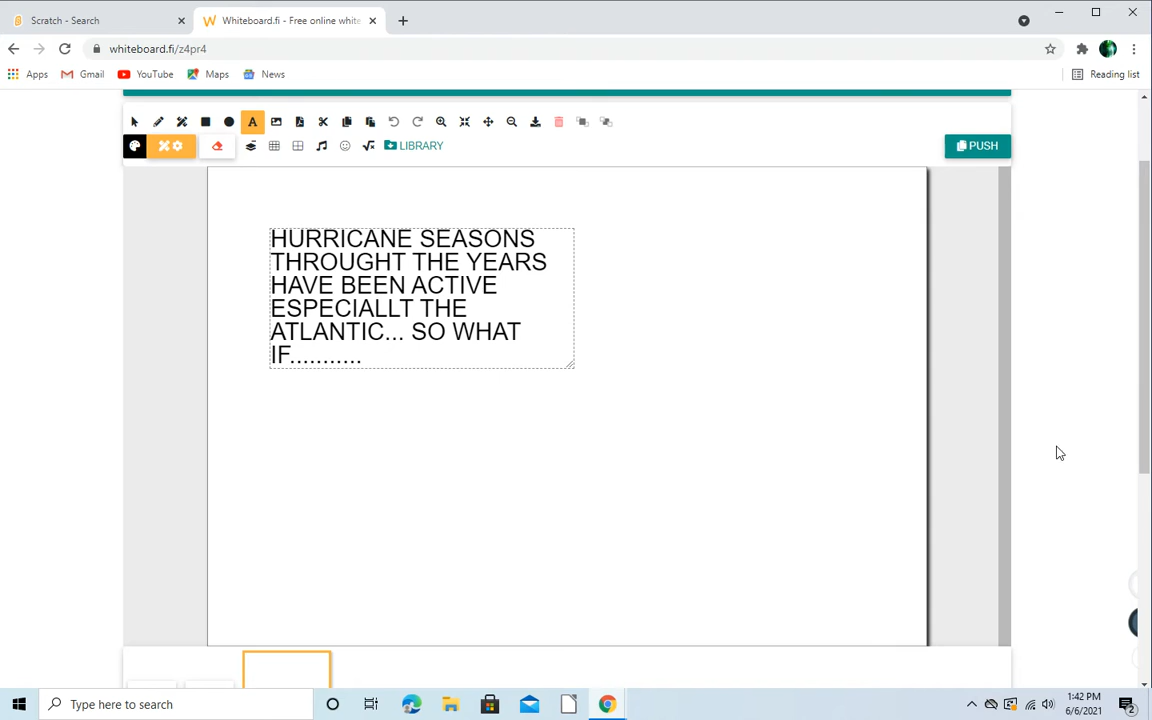 Scratch - Search
Whiteboard.fi - Free online white
whiteboard.fi/z4pr4
Apps
Gmail
YouTube
Maps
News
Reading list
A
LIBRARY
PUSH
HURRICANE SEASONS
THROUGHT THE YEARS
HAVE BEEN ACTIVE
ESPECIALLT THE
ATLANTIC... SO WHAT
IF...........
Type here to search
1:42 PM
6/6/2021
2